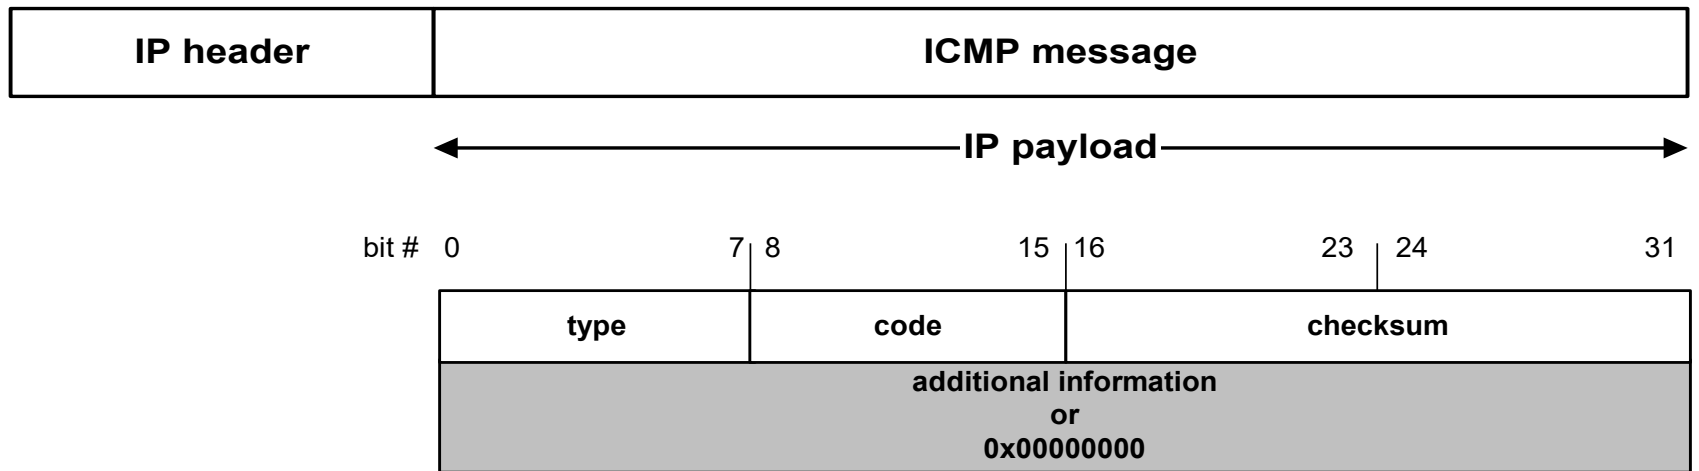 IP header ICMP message
IP payload
bit # 0 7 8 15 16 23 24 31
type code checksum
additional information
or
0x00000000